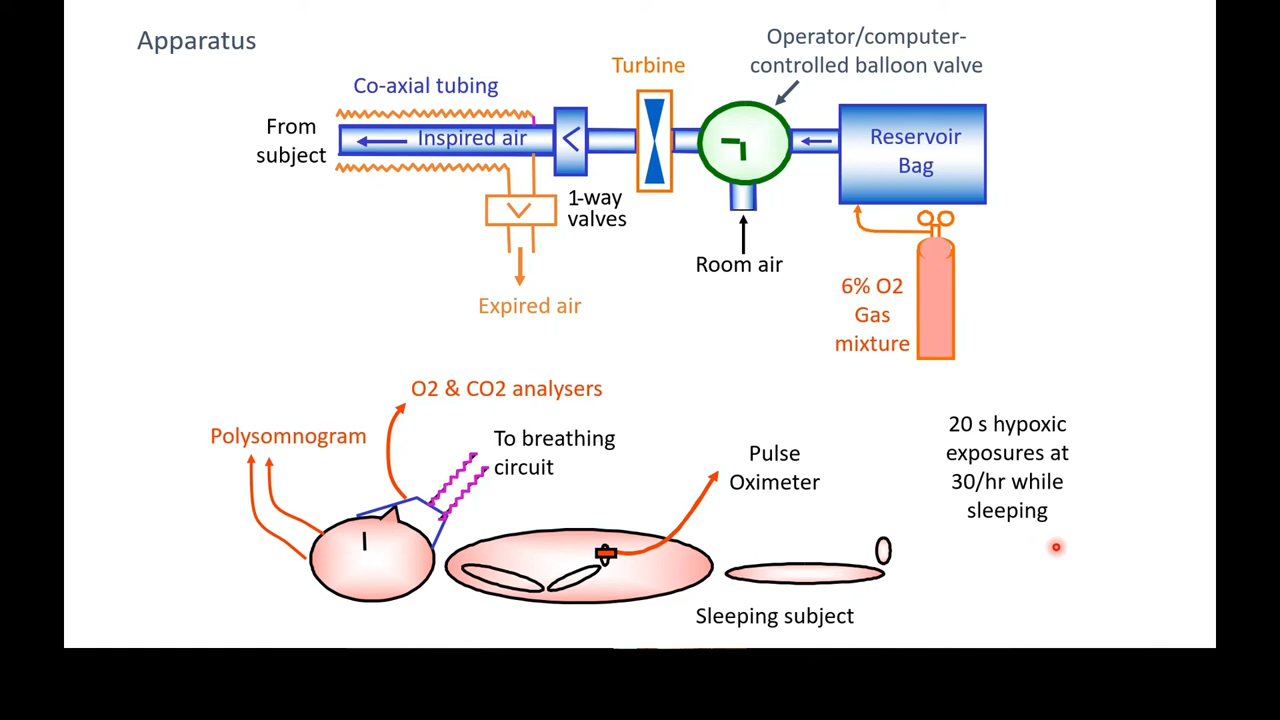 Apparatus
Operator/computer-
controlled balloon valve
Turbine
Co-axial tubing
From
subject
Inspired air
Reservoir
Bag
1-way
valves
Room air
Expired air
6% O2
Gas
mixture
O2 & CO2 analysers
Polysomnogram
To breathing
circuit
Pulse
Oximeter
20 s hypoxic
exposures at
30/hr while
sleeping
Sleeping subject